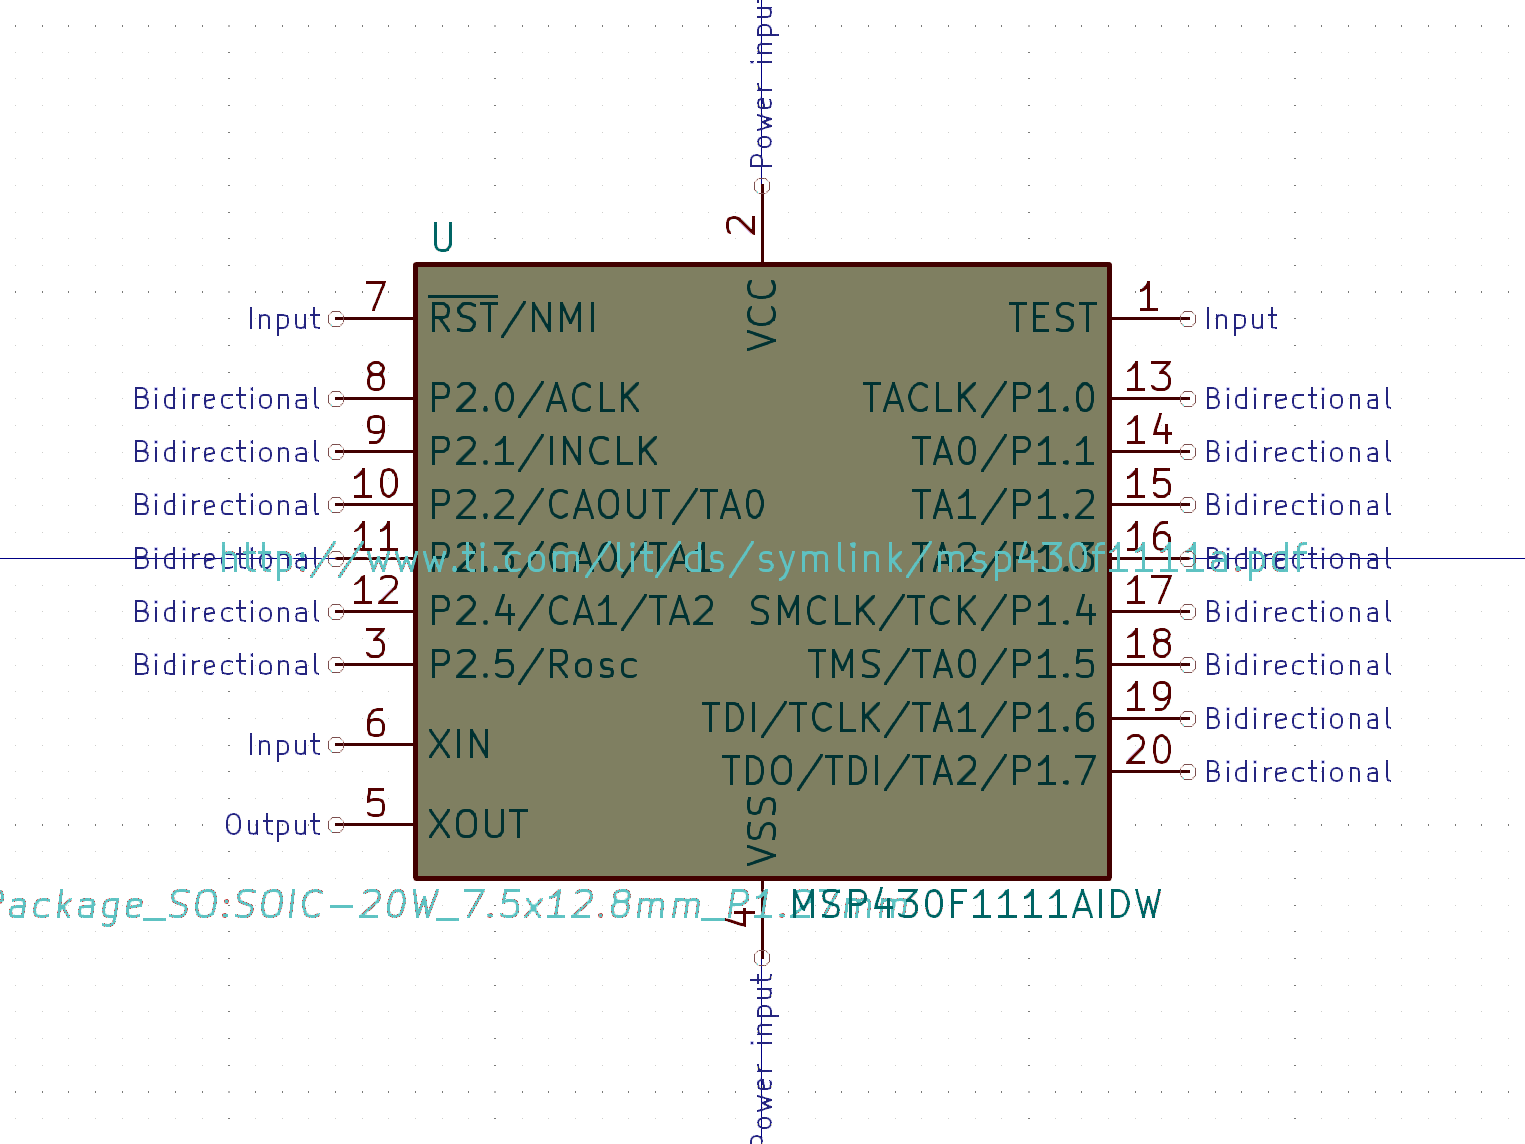 Power input
2
U
VCC
7
RST/NMI
Input
TEST
1
Input
8
P2.0/ACLK
Bidirectional
TACLK/P1.0
13
Bidirectional
9
P2.1/INCLK
Bidirectional
TA0/P1.1
14
Bidirectional
10
P2.2/CAOUT/TA0
Bidirectional
TA1/P1.2
15
Bidirectional
11
P2.3/CA0/TA1
Bidirectional
TA2/P1.3
16
Bidirectional
http://www.ti.com/lit/ds/symlink/msp430f1111a.pdf
12
P2.4/CA1/TA2
Bidirectional
SMCLK/TCK/P1.4
17
Bidirectional
3
P2.5/Rosc
Bidirectional
TMS/TA0/P1.5
18
Bidirectional
TDI/TCLK/TA1/P1.6
19
Bidirectional
6
XIN
Input
TDO/TDI/TA2/P1.7
20
Bidirectional
5
XOUT
Output
VSS
Package_SO:SOIC-20W_7.5x12.8mm_P1.27mm
MSP430F1111AIDW
4
Power input